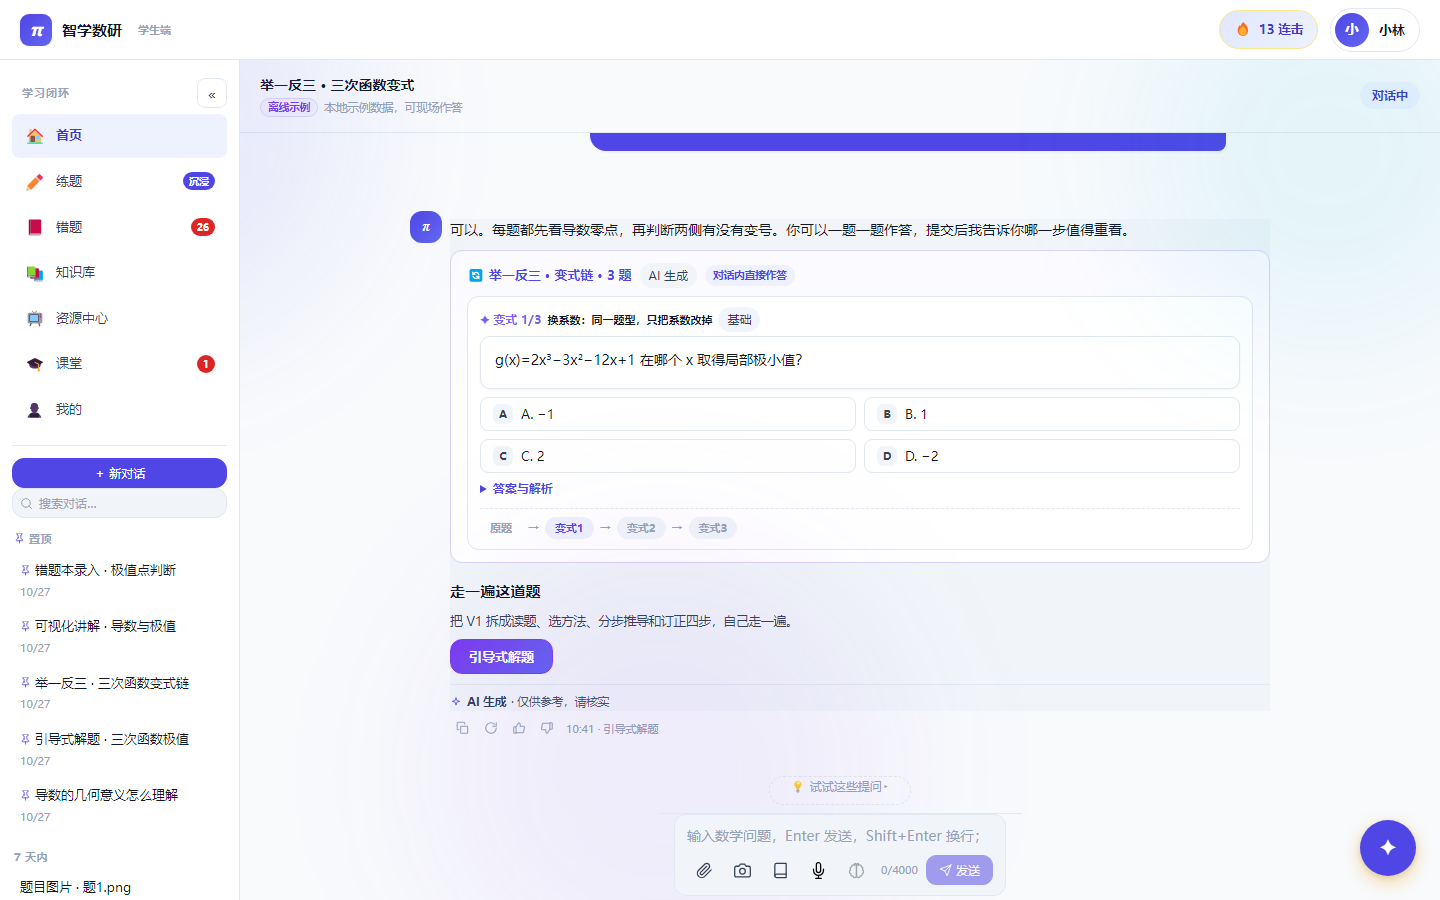 π 智学数研 学生端
13 连击
小 小林
学习闭环
«
首页
练题 沉浸
错题 26
知识库
资源中心
课堂 1
我的
+ 新对话
搜索对话...
置顶
错题本录入 · 极值点判断
10/27
可视化讲解 · 导数与极值
10/27
举一反三 · 三次函数变式链
10/27
引导式解题 · 三次函数极值
10/27
导数的几何意义怎么理解
10/27
7 天内
题目图片 · 题1.png
举一反三 • 三次函数变式
离线示例 本地示例数据，可现场作答
对话中
π
可以。每题都先看导数零点，再判断两侧有没有变号。你可以一题一题作答，提交后我告诉你哪一步值得重看。
举一反三 • 变式链 • 3 题 AI 生成 对话内直接作答
✦ 变式 1/3 换系数：同一题型，只把系数改掉 基础
g(x)=2x³−3x²−12x+1 在哪个 x 取得局部极小值？
A A. −1
B B. 1
C C. 2
D D. −2
▶ 答案与解析
原题 → 变式1 → 变式2 → 变式3
走一遍这道题
把 V1 拆成读题、选方法、分步推导和订正四步，自己走一遍。
引导式解题
AI 生成 · 仅供参考，请核实
10:41 · 引导式解题
试试这些提问
输入数学问题，Enter 发送，Shift+Enter 换行；
0/4000
发送